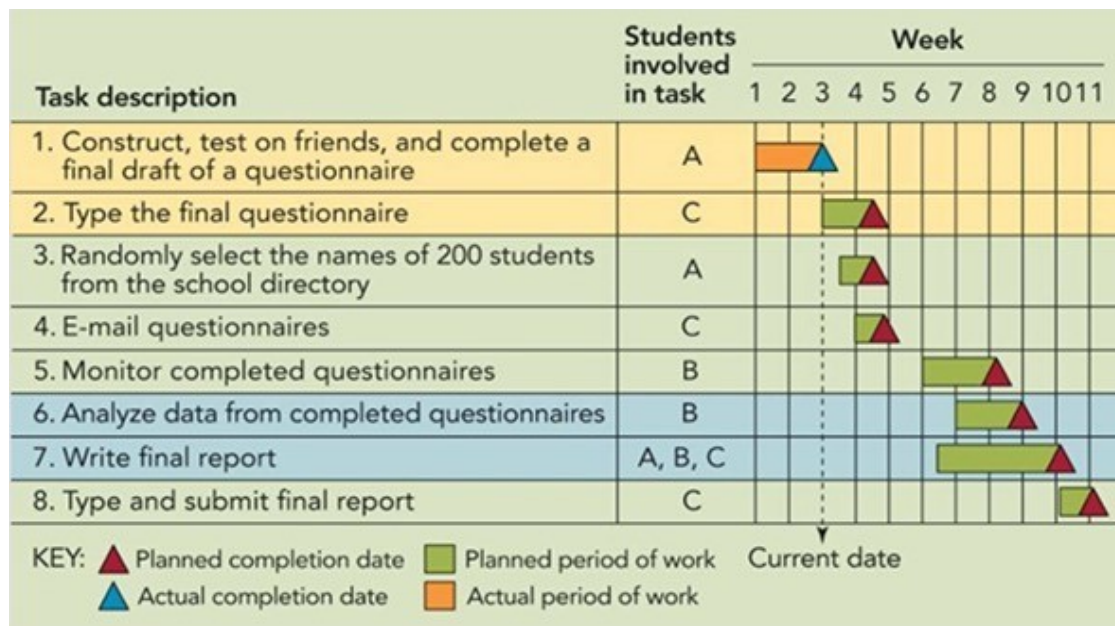 Students involved in task
Week
Task description
1 2 3 4 5 6 7 8 9 10 11
1. Construct, test on friends, and complete a
final draft of a questionnaire
A
2. Type the final questionnaire
C
3. Randomly select the names of 200 students
from the school directory
A
4. E-mail questionnaires
C
5. Monitor completed questionnaires
B
6. Analyze data from completed questionnaires
B
7. Write final report
A, B, C
8. Type and submit final report
C
KEY:
Planned completion date
Planned period of work
Current date
Actual completion date
Actual period of work